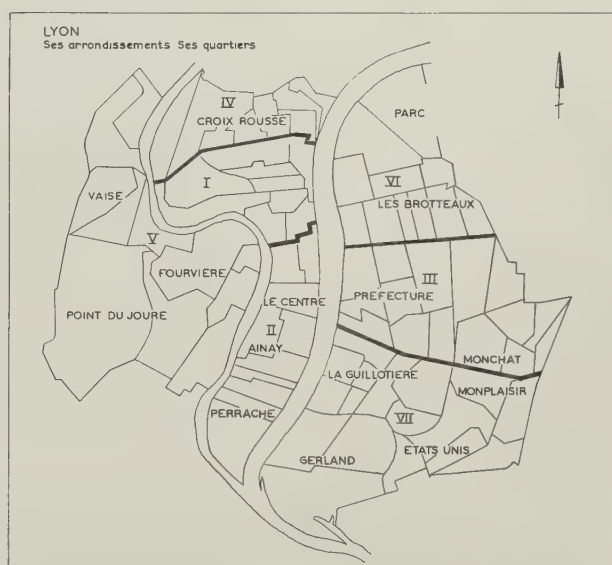 LYON
Ses arrondissements Ses quartiers
IV
CROIX ROUSSE
PARC
I
VI
VAISE
LES BROTTEAUX
V
FOURVIÈRE
III
LE CENTRE
PREFECTURE
POINT DU JOURE
II
AINAY
MONCHAT
LA GUILLOTIERE
MONPLAISIR
PERRACHE
VII
ETATS UNIS
GERLAND